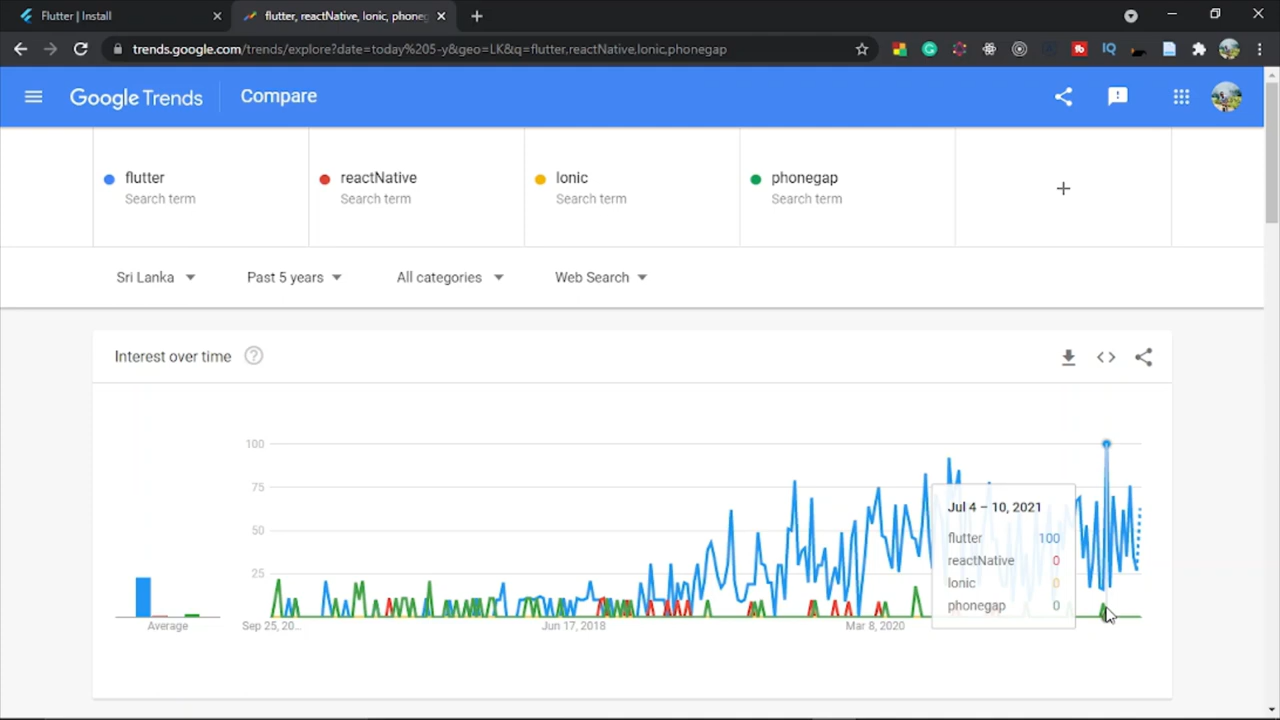 Flutter | Install
flutter, reactNative, Ionic, phoneg
trends.google.com/trends/explore?date=today%205-y&geo=LK&q=flutter,reactNative,Ionic,phonegap
IQ
Google Trends
Compare
flutter
Search term
reactNative
Search term
Ionic
Search term
phonegap
Search term
Sri Lanka
Past 5 years
All categories
Web Search
Interest over time
100
75
50
25
Average
Sep 25, 20...
Jun 17, 2018
Mar 8, 2020
Jul 4 – 10, 2021
flutter 100
reactNative 0
Ionic 0
phonegap 0